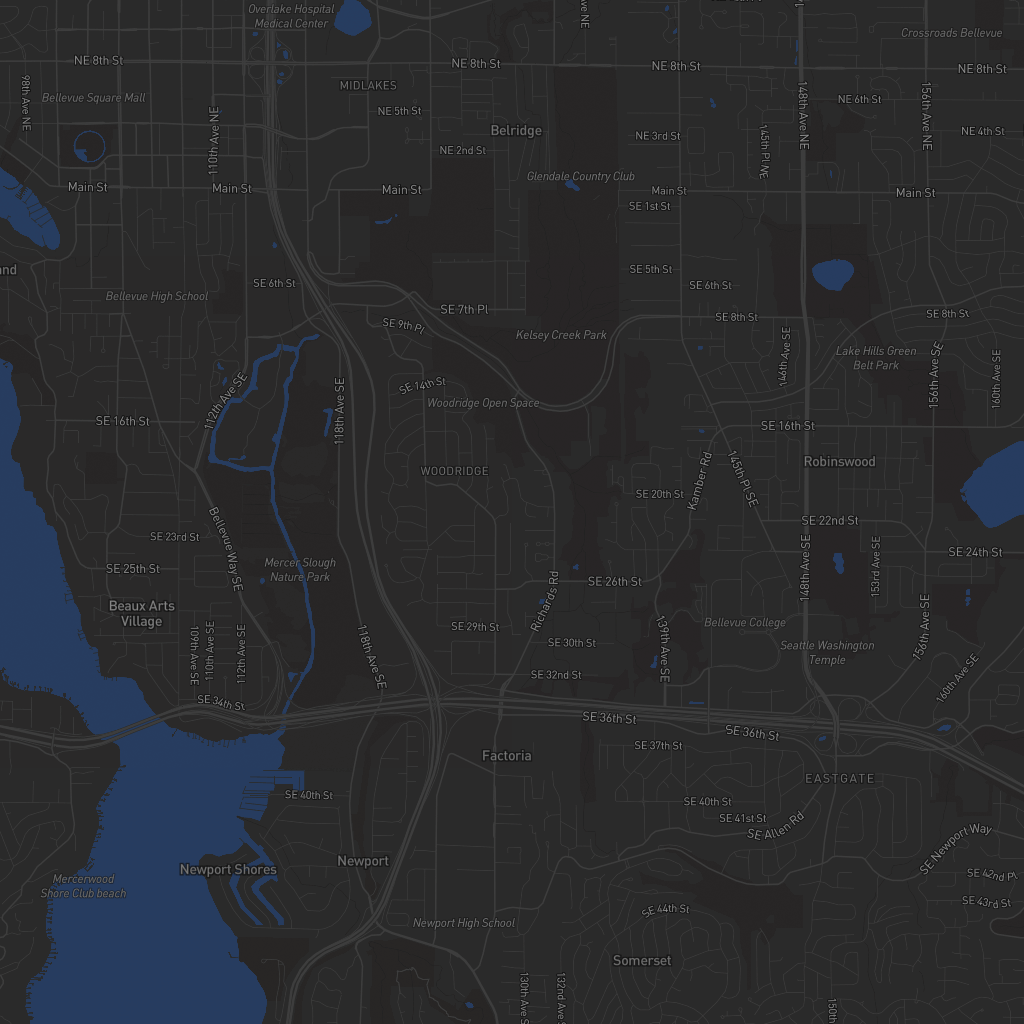 Overlake Hospital
Medical Center
Ave NE
Crossroads Bellevue
NE 8th St
NE 8th St
NE 8th St
NE 8th St
MIDLAKES
98th Ave NE
Bellevue Square Mall
NE 5th St
NE 6th St
148th Ave NE
156th Ave NE
110th Ave NE
Belridge
NE 3rd St
145th Pl NE
NE 4th St
NE 2nd St
Glendale Country Club
Main St
Main St
Main St
Main St
Main St
SE 1st St
and
SE 5th St
SE 6th St
SE 6th St
Bellevue High School
SE 7th Pl
SE 8th St
SE 8th St
SE 9th Pl
Kelsey Creek Park
146th Ave SE
Lake Hills Green
Belt Park
156th Ave SE
160th Ave SE
112th Ave SE
118th Ave SE
SE 14th St
Woodridge Open Space
SE 16th St
SE 16th St
WOODRIDGE
Robinswood
Kamber Rd
145th Pl SE
SE 20th St
SE 22nd St
Bellevue Way SE
SE 23rd St
148th Ave SE
153rd Ave SE
SE 24th St
Mercer Slough
Nature Park
SE 25th St
SE 26th St
Richards Rd
Beaux Arts
Village
109th Ave SE
110th Ave SE
112th Ave SE
118th Ave SE
SE 29th St
139th Ave SE
Bellevue College
156th Ave SE
SE 30th St
Seattle Washington
Temple
SE 32nd St
160th Ave SE
SE 34th St
SE 36th St
SE 36th St
SE 37th St
Factoria
EASTGATE
SE 40th St
SE 40th St
SE 41st St
SE Allen Rd
SE Newport Way
Newport
Newport Shores
Mercerwood
Shore Club beach
SE 42nd Pl
SE 43rd St
SE 44th St
Newport High School
Somerset
130th Ave S
132nd Ave S
150th